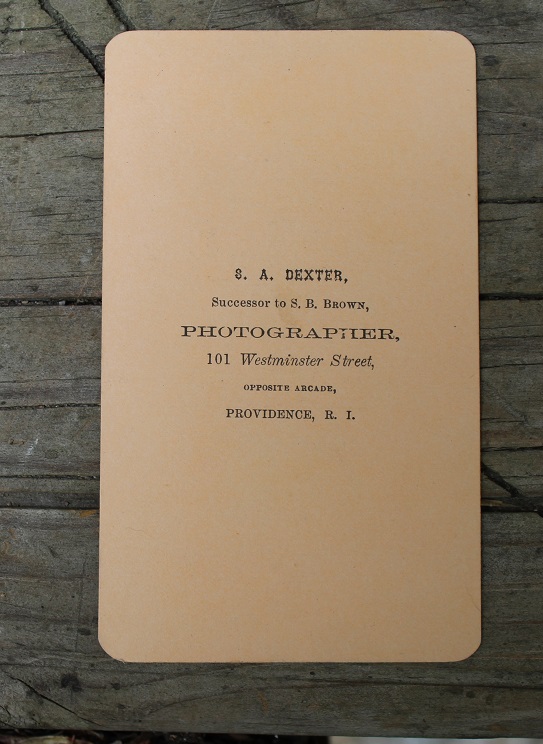 S. A. DEXTER,
Successor to S. B. BROWN,
PHOTOGRAPHER,
101 Westminster Street,
OPPOSITE ARCADE,
PROVIDENCE, R. I.